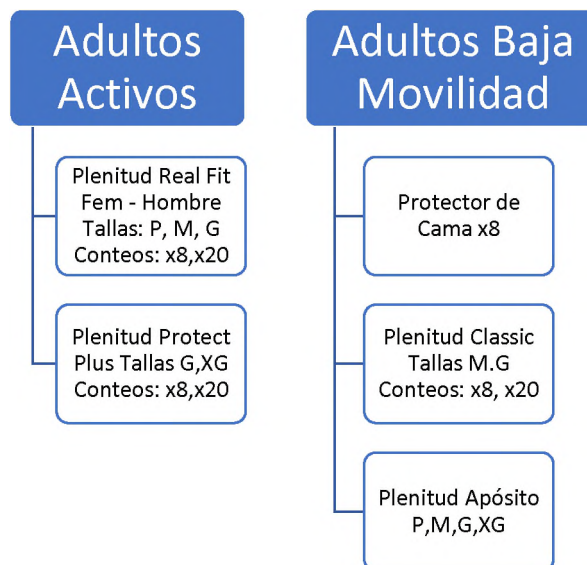 Adultos
Activos
Plenitud Real Fit
Fem - Hombre
Tallas: P, M, G
Conteos: x8,x20
Plenitud Protect
Plus Tallas G,XG
Conteos: x8,x20
Adultos Baja
Movilidad
Protector de
Cama x8
Plenitud Classic
Tallas M.G
Conteos: x8, x20
Plenitud Apósito
P,M,G,XG